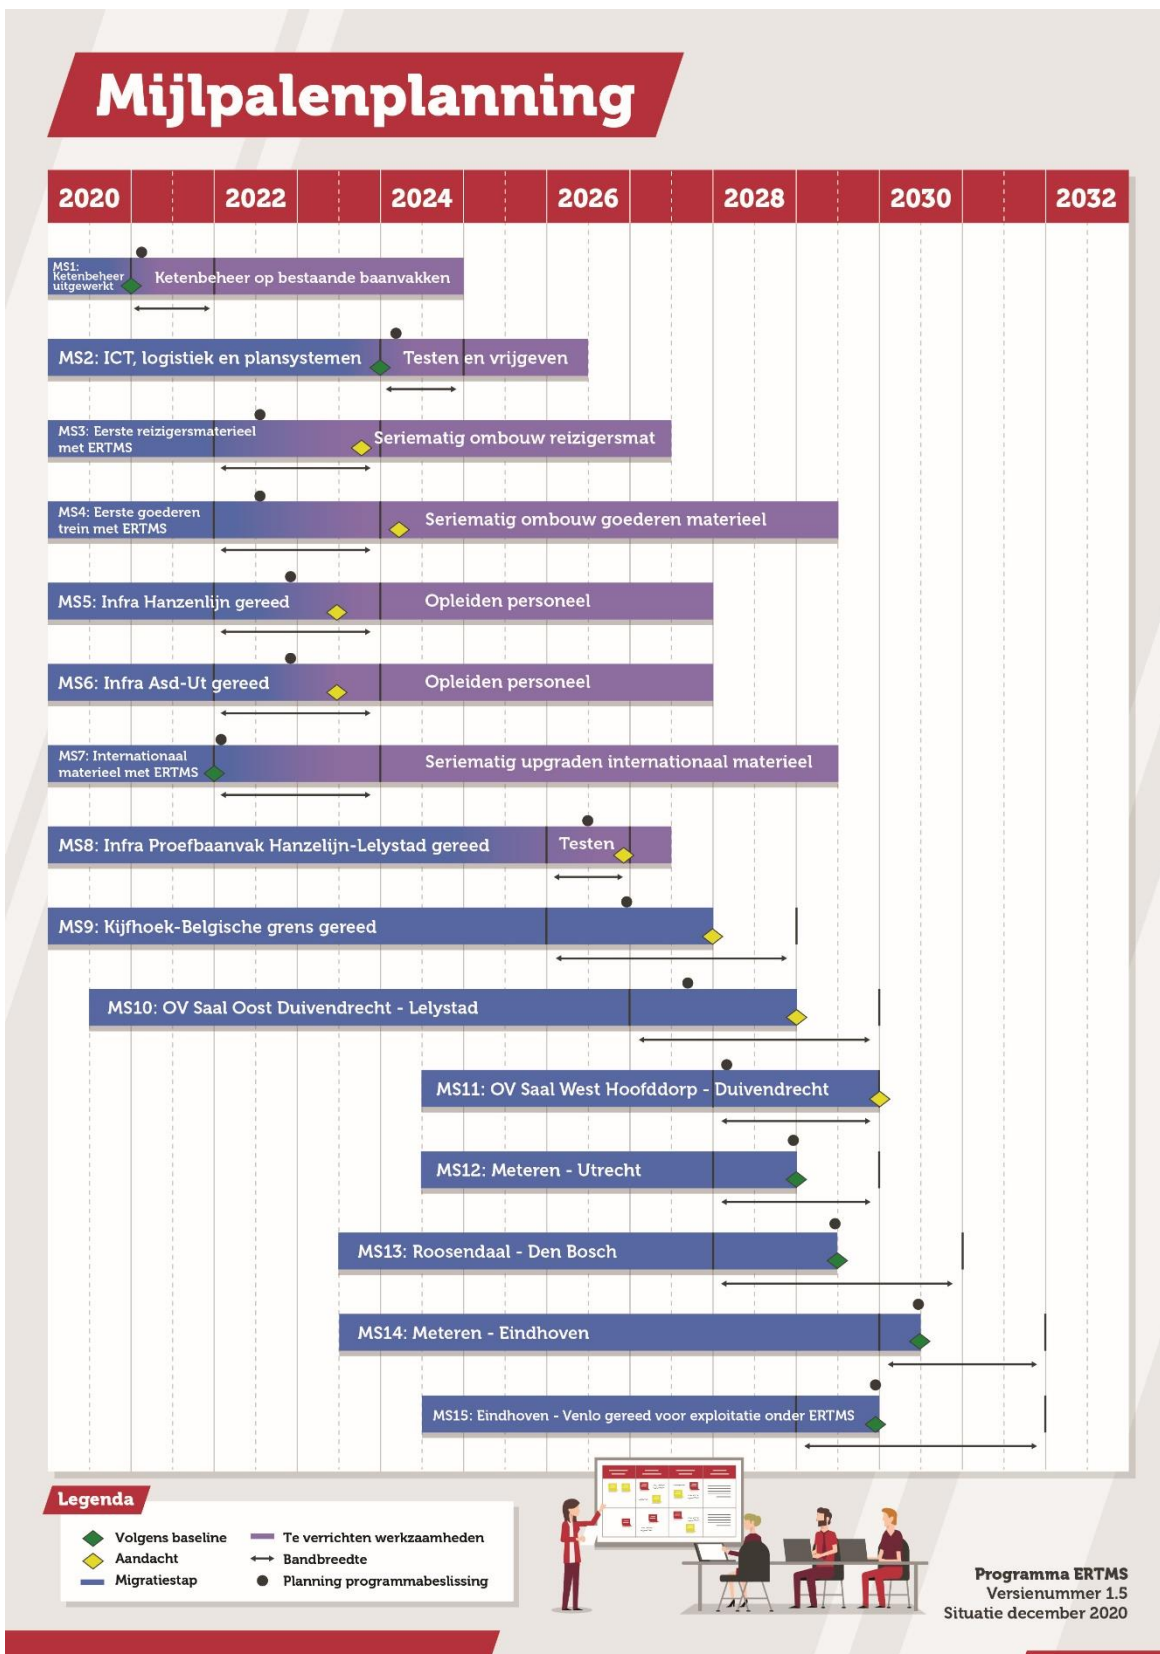 Mijlpalenplanning
2020 2022 2024 2026 2028 2030 2032
MS1:
Ketenbeheer
uitgewerkt
Ketenbeheer op bestaande baanvakken
MS2: ICT, logistiek en plansystemen
Testen en vrijgeven
MS3: Eerste reizigersmaterieel
met ERTMS
Seriematig ombouw reizigersmat
MS4: Eerste goederen
trein met ERTMS
Seriematig ombouw goederen materieel
MS5: Infra Hanzenlijn gereed
Opleiden personeel
MS6: Infra Asd-Ut gereed
Opleiden personeel
MS7: Internationaal
materieel met ERTMS
Seriematig upgraden internationaal materieel
MS8: Infra Proefbaanvak Hanzelijn-Lelystad gereed
Testen
MS9: Kijfhoek-Belgische grens gereed
MS10: OV Saal Oost Duivendrecht - Lelystad
MS11: OV Saal West Hoofddorp - Duivendrecht
MS12: Meteren - Utrecht
MS13: Roosendaal - Den Bosch
MS14: Meteren - Eindhoven
MS15: Eindhoven - Venlo gereed voor exploitatie onder ERTMS
Legenda
Volgens baseline
Aandacht
Migratiestap
Te verrichten werkzaamheden
Bandbreedte
Planning programmabeslissing
Programma ERTMS
Versienummer 1.5
Situatie december 2020